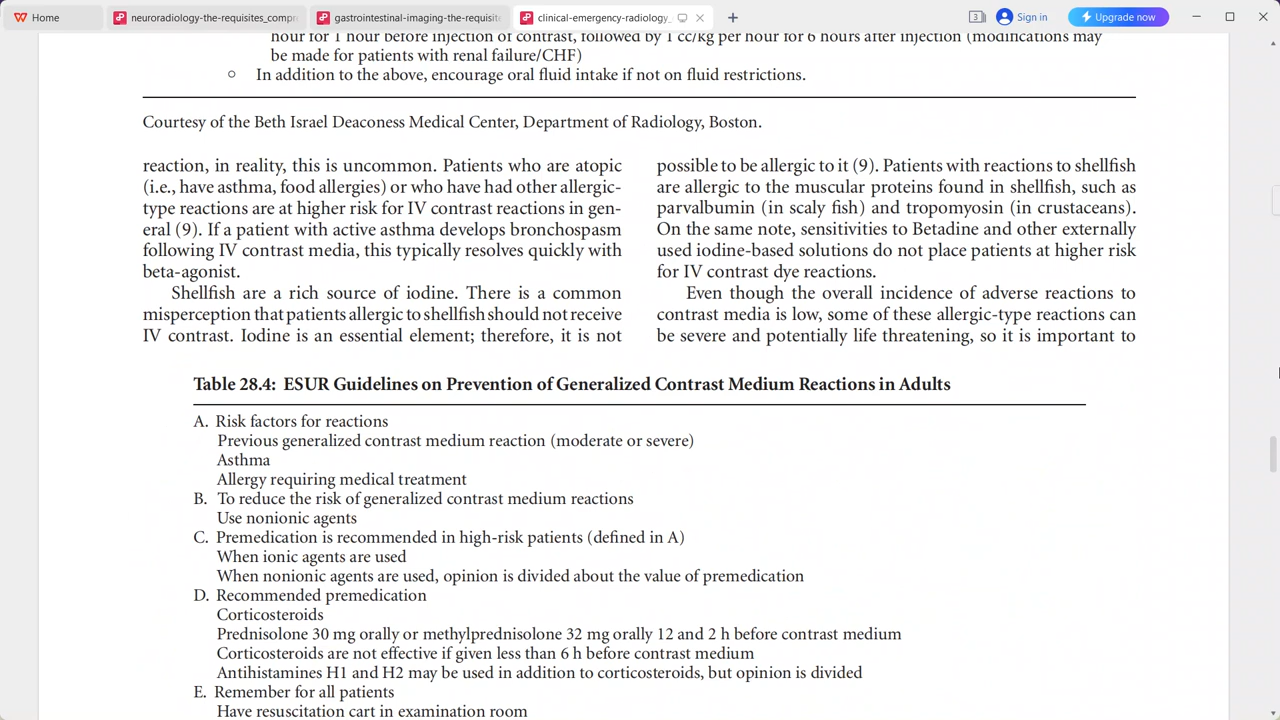 Home
neuroradiology-the-requisites_compr
gastrointestinal-imaging-the-requisite
clinical-emergency-radiology_
3
Sign in
Upgrade now
hour for 1 hour before injection of contrast, followed by 1 cc/kg per hour for 6 hours after injection (modifications may
be made for patients with renal failure/CHF)
○ In addition to the above, encourage oral fluid intake if not on fluid restrictions.
Courtesy of the Beth Israel Deaconess Medical Center, Department of Radiology, Boston.
reaction, in reality, this is uncommon. Patients who are atopic
(i.e., have asthma, food allergies) or who have had other allergic-
type reactions are at higher risk for IV contrast reactions in gen-
eral (9). If a patient with active asthma develops bronchospasm
following IV contrast media, this typically resolves quickly with
beta-agonist.
Shellfish are a rich source of iodine. There is a common
misperception that patients allergic to shellfish should not receive
IV contrast. Iodine is an essential element; therefore, it is not
possible to be allergic to it (9). Patients with reactions to shellfish
are allergic to the muscular proteins found in shellfish, such as
parvalbumin (in scaly fish) and tropomyosin (in crustaceans).
On the same note, sensitivities to Betadine and other externally
used iodine-based solutions do not place patients at higher risk
for IV contrast dye reactions.
Even though the overall incidence of adverse reactions to
contrast media is low, some of these allergic-type reactions can
be severe and potentially life threatening, so it is important to
Table 28.4: ESUR Guidelines on Prevention of Generalized Contrast Medium Reactions in Adults
A. Risk factors for reactions
Previous generalized contrast medium reaction (moderate or severe)
Asthma
Allergy requiring medical treatment
B. To reduce the risk of generalized contrast medium reactions
Use nonionic agents
C. Premedication is recommended in high-risk patients (defined in A)
When ionic agents are used
When nonionic agents are used, opinion is divided about the value of premedication
D. Recommended premedication
Corticosteroids
Prednisolone 30 mg orally or methylprednisolone 32 mg orally 12 and 2 h before contrast medium
Corticosteroids are not effective if given less than 6 h before contrast medium
Antihistamines H1 and H2 may be used in addition to corticosteroids, but opinion is divided
E. Remember for all patients
Have resuscitation cart in examination room